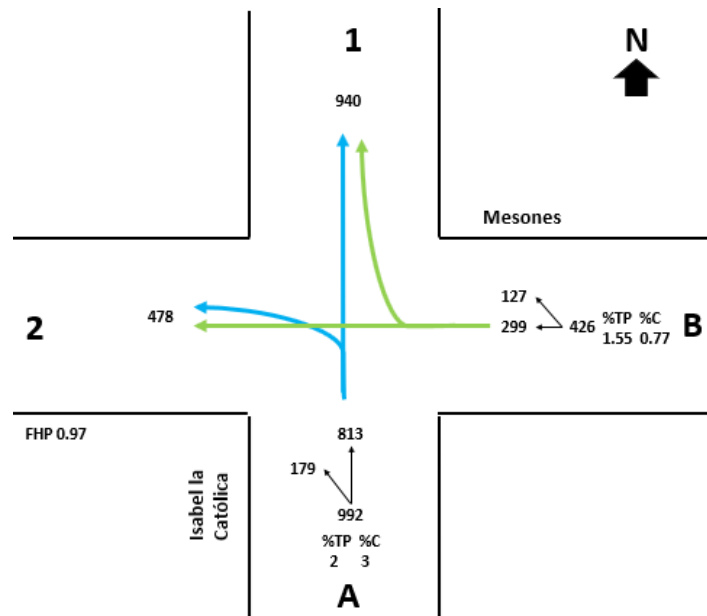 1
N
940
Mesones
127
299 426 %TP %C B
1.55 0.77
2
478
FHP 0.97
813
179
992
%TP %C
2 3
A
Isabel la
Católica